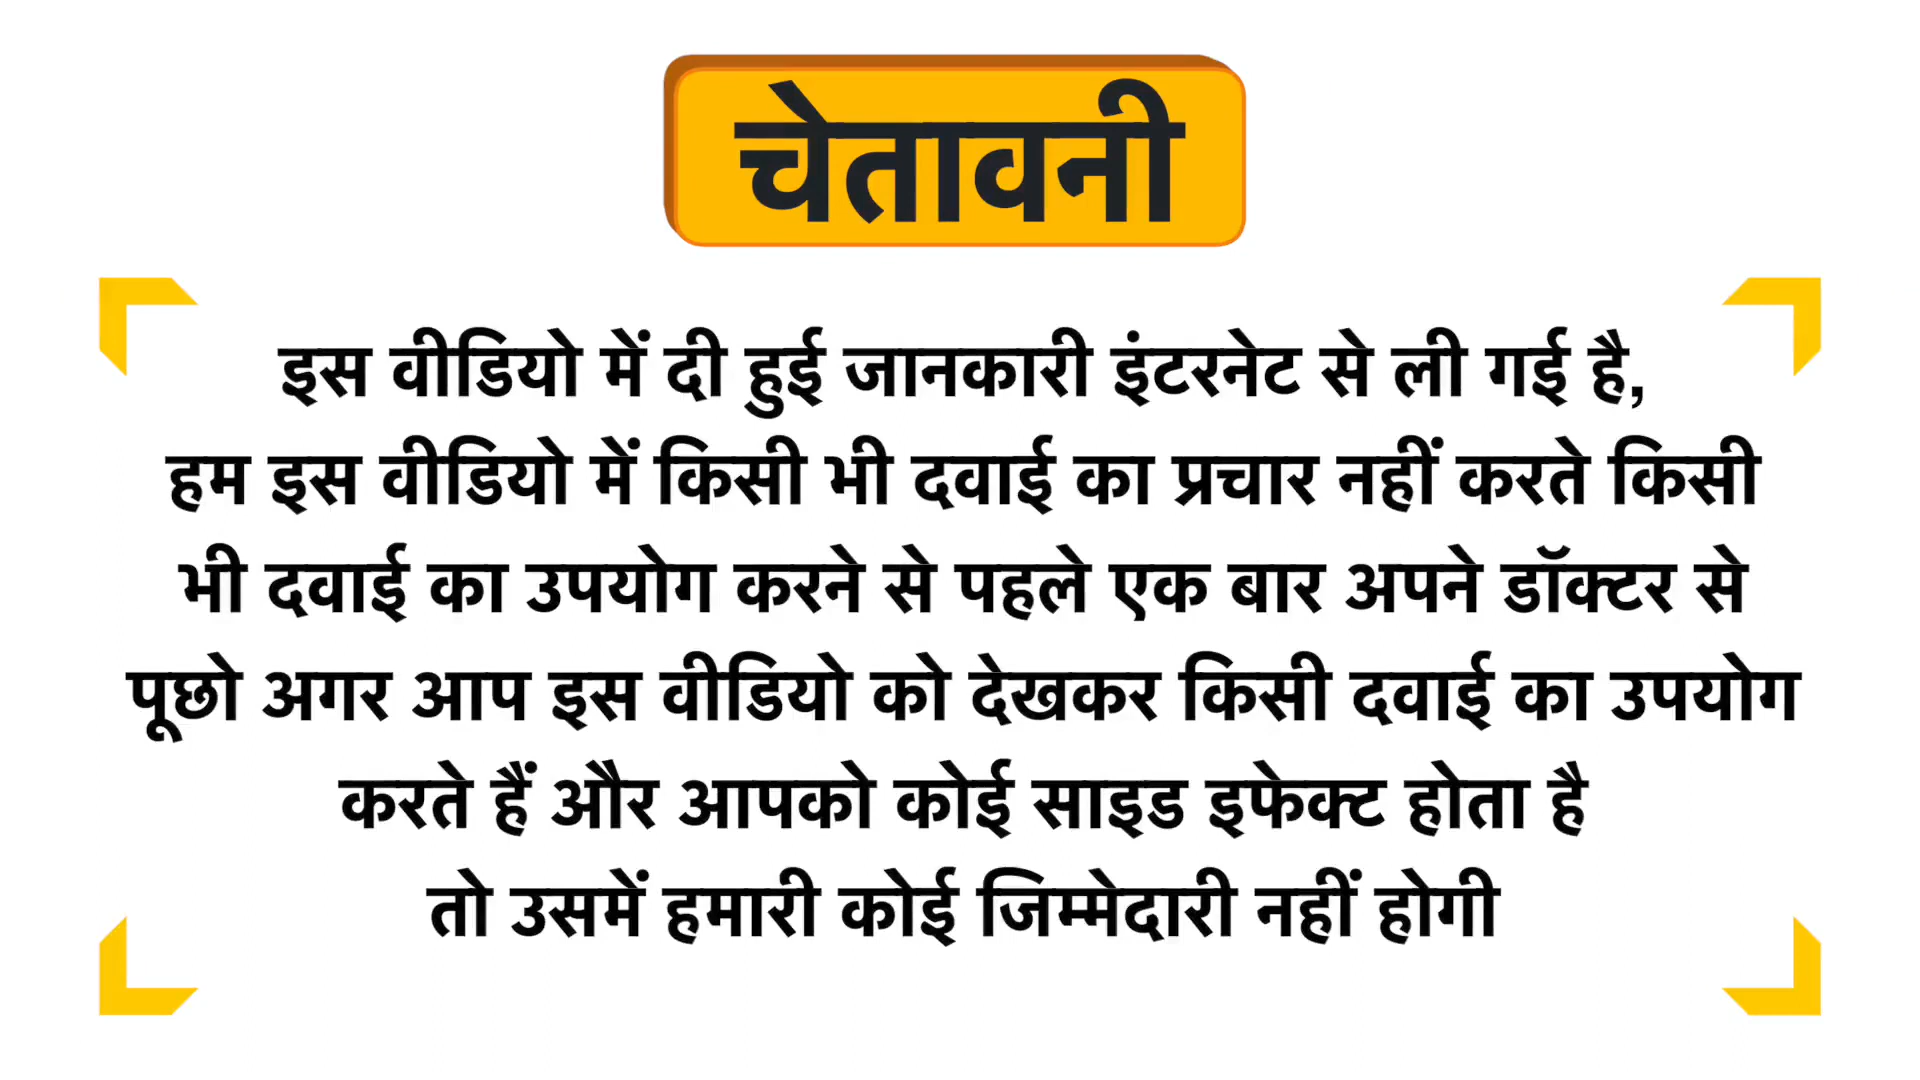 चेतावनी
इस वीडियो में दी हुई जानकारी इंटरनेट से ली गई है,
हम इस वीडियो में किसी भी दवाई का प्रचार नहीं करते किसी
भी दवाई का उपयोग करने से पहले एक बार अपने डॉक्टर से
पूछो अगर आप इस वीडियो को देखकर किसी दवाई का उपयोग
करते हैं और आपको कोई साइड इफेक्ट होता है
तो उसमें हमारी कोई जिम्मेदारी नहीं होगी